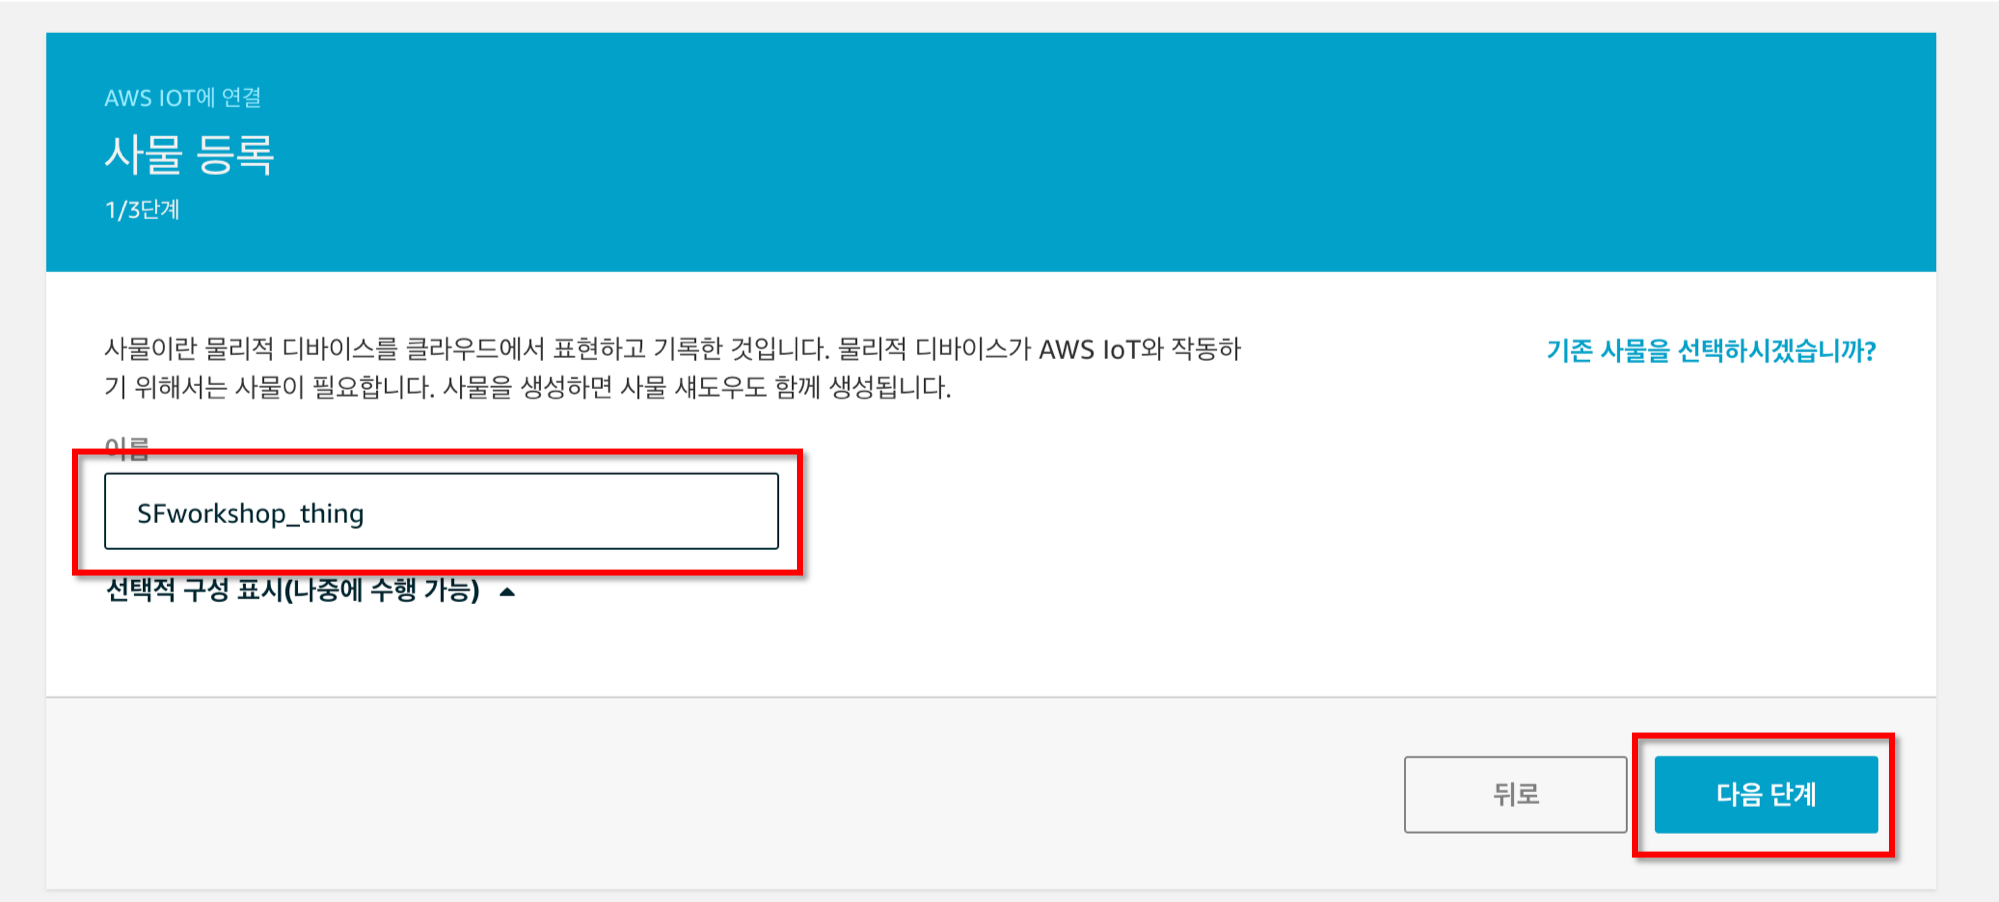 AWS IOT에 연결
사물 등록
1/3단계
사물이란 물리적 디바이스를 클라우드에서 표현하고 기록한 것입니다. 물리적 디바이스가 AWS IoT와 작동하
기 위해서는 사물이 필요합니다. 사물을 생성하면 사물 섀도우도 함께 생성됩니다.
기존 사물을 선택하시겠습니까?
이름
SFworkshop_thing
선택적 구성 표시(나중에 수행 가능)
뒤로
다음 단계